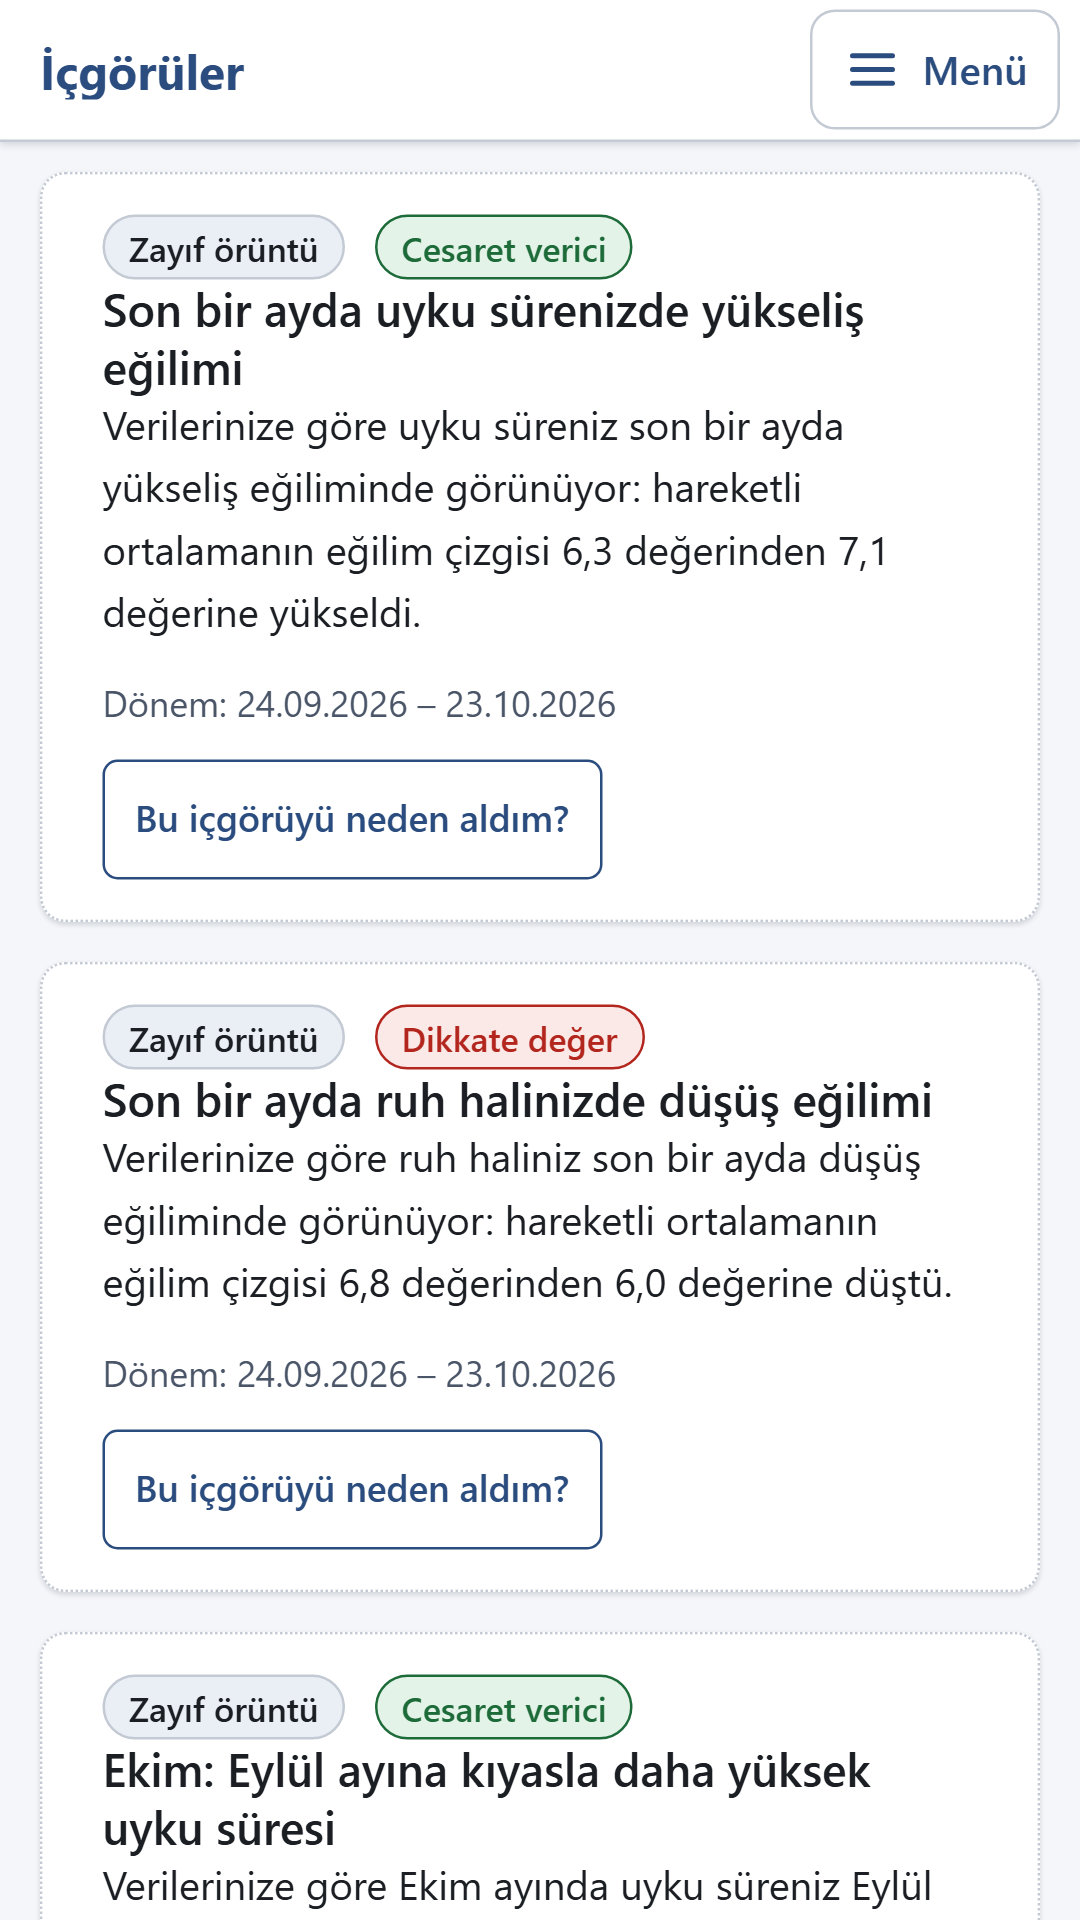 İçgörüler
Menü
Zayıf örüntü
Cesaret verici
Son bir ayda uyku sürenizde yükseliş
eğilimi
Verilerinize göre uyku süreniz son bir ayda
yükseliş eğiliminde görünüyor: hareketli
ortalamanın eğilim çizgisi 6,3 değerinden 7,1
değerine yükseldi.
Dönem: 24.09.2026 – 23.10.2026
Bu içgörüyü neden aldım?
Zayıf örüntü
Dikkate değer
Son bir ayda ruh halinizde düşüş eğilimi
Verilerinize göre ruh haliniz son bir ayda düşüş
eğiliminde görünüyor: hareketli ortalamanın
eğilim çizgisi 6,8 değerinden 6,0 değerine düştü.
Dönem: 24.09.2026 – 23.10.2026
Bu içgörüyü neden aldım?
Zayıf örüntü
Cesaret verici
Ekim: Eylül ayına kıyasla daha yüksek
uyku süresi
Verilerinize göre Ekim ayında uyku süreniz Eylül